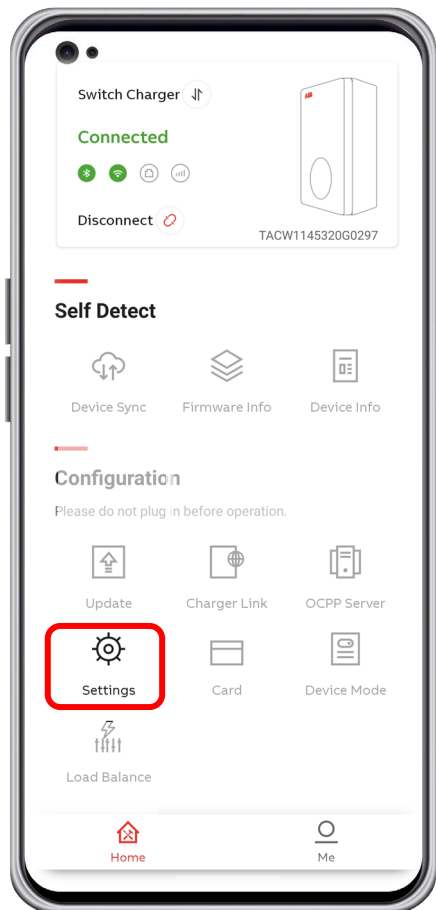 Switch Charger
ABB
Connected
Disconnect
TACW1145320G0297
Self Detect
Device Sync Firmware Info Device Info
Configuration
Please do not plug in before operation.
Update Charger Link OCPP Server
Settings Card Device Mode
Load Balance
Home Me